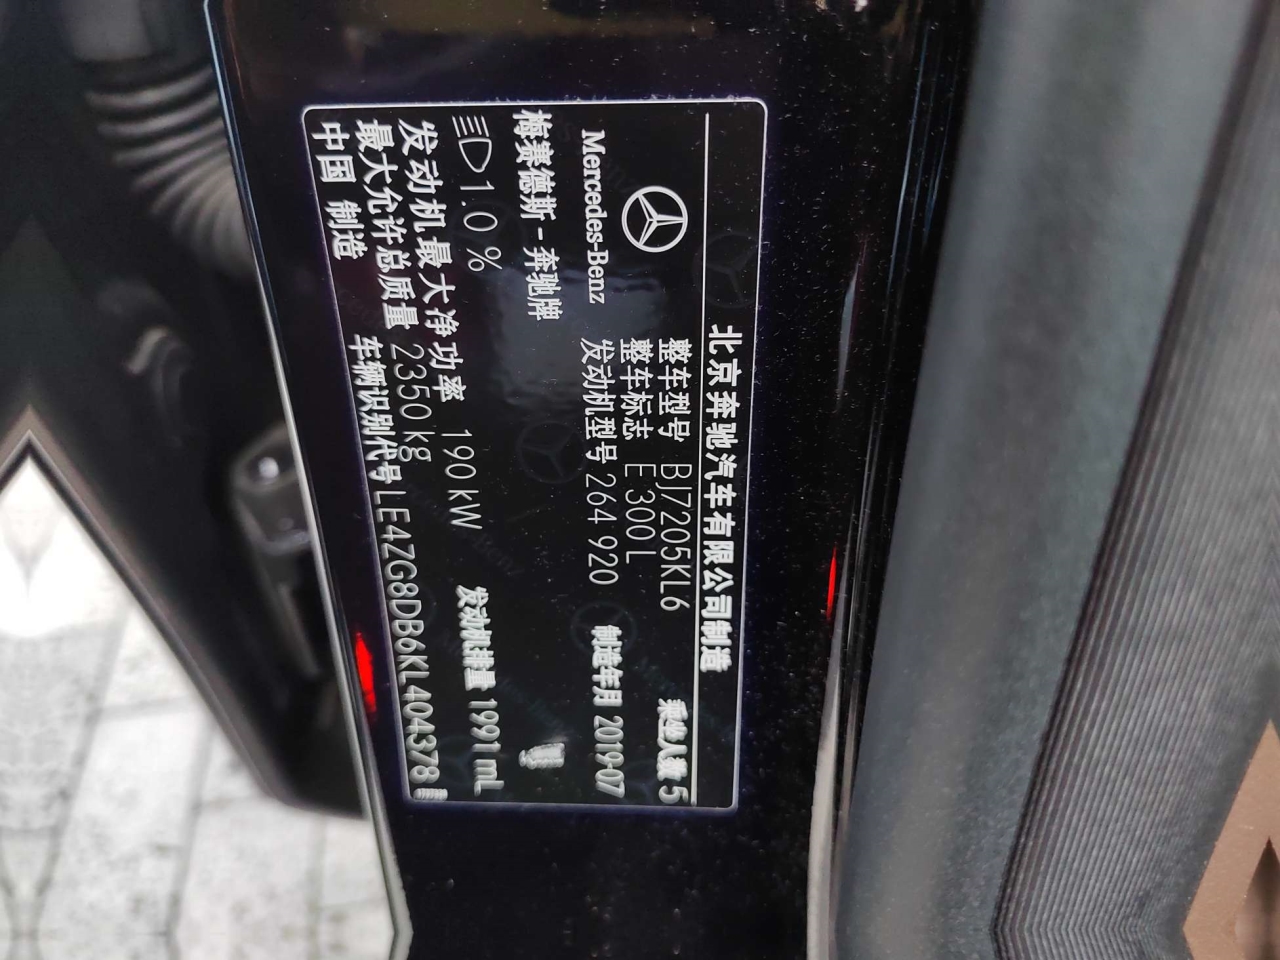 北京奔驰汽车有限公司制造
Mercedes-Benz
梅赛德斯-奔驰牌
整车型号 BJ7205KL6 乘坐人数 5
整车标志 E 300 L
发动机型号 264 920 制造年月 2019-07
1.0 %
发动机最大净功率 190 kW 发动机排量 1991 mL
最大允许总质量 2350 kg
中国 制造 车辆识别代号 LE4ZG8DB6KL404378